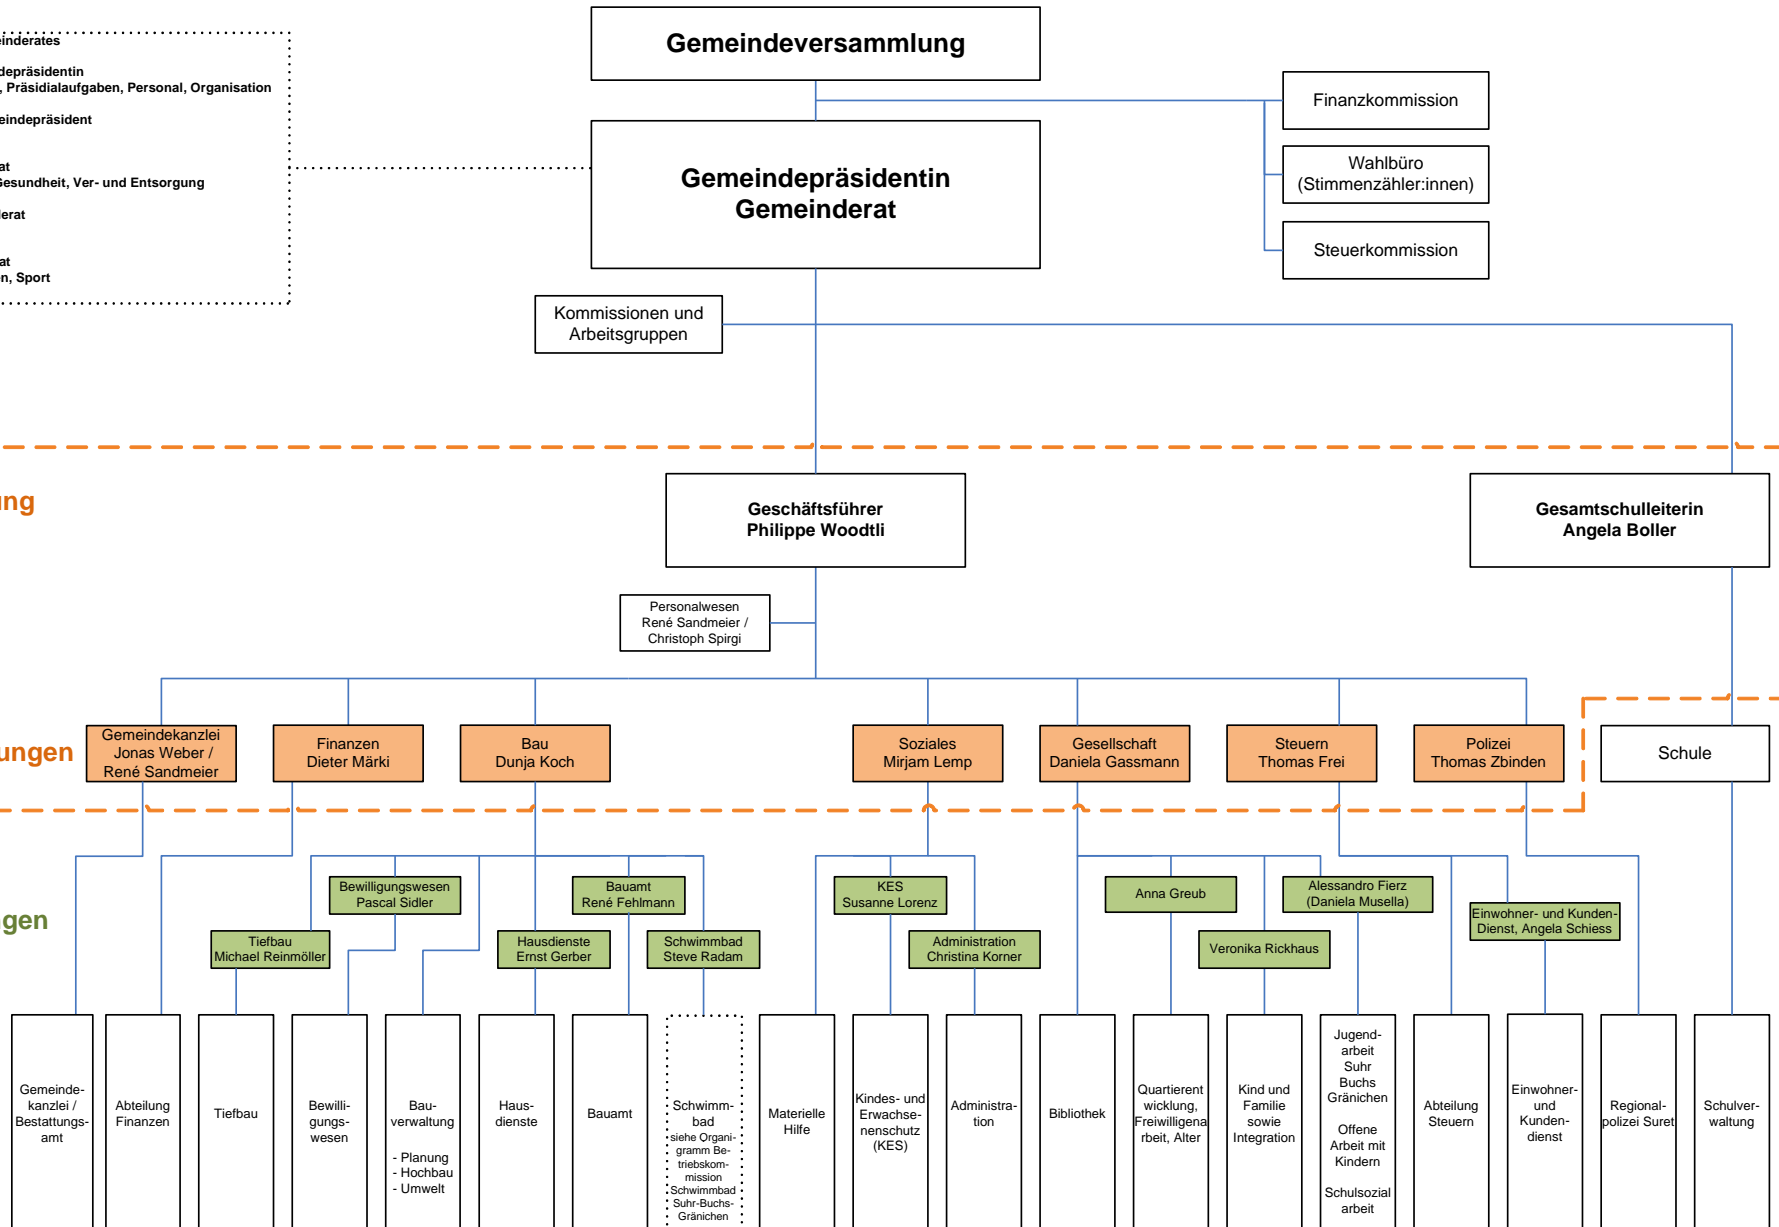 Gemeindeversammlung
einderates
depräsidentin
, Präsidialaufgaben, Personal, Organisation
eindepräsident
at
Gesundheit, Ver- und Entsorgung
erat
at
n, Sport
Finanzkommission
Wahlbüro
(Stimmenzähler:innen)
Steuerkommission
Gemeindepräsidentin
Gemeinderat
Kommissionen und
Arbeitsgruppen
ung
Geschäftsführer
Philippe Woodtli
Gesamtschulleiterin
Angela Boller
Personalwesen
René Sandmeier /
Christoph Spirgi
ungen
Gemeindekanzlei
Jonas Weber /
René Sandmeier
Finanzen
Dieter Märki
Bau
Dunja Koch
Soziales
Mirjam Lemp
Gesellschaft
Daniela Gassmann
Steuern
Thomas Frei
Polizei
Thomas Zbinden
Schule
ngen
Bewilligungswesen
Pascal Sidler
Bauamt
René Fehlmann
KES
Susanne Lorenz
Anna Greub
Alessandro Fierz
(Daniela Musella)
Einwohner- und Kunden-
Dienst, Angela Schiess
Tiefbau
Michael Reinmöller
Hausdienste
Ernst Gerber
Schwimmbad
Steve Radam
Administration
Christina Korner
Veronika Rickhaus
Gemeinde-
kanzlei /
Bestattungs-
amt
Abteilung
Finanzen
Tiefbau
Bewilli-
gungs-
wesen
Bau-
verwaltung
- Planung
- Hochbau
- Umwelt
Haus-
dienste
Bauamt
Schwimm-
bad
siehe Organi-
gramm Be-
triebskom-
mission
Schwimmbad
Suhr-Buchs-
Gränichen
Materielle
Hilfe
Kindes- und
Erwachse-
nenschutz
(KES)
Administra-
tion
Bibliothek
Quartierent
wicklung,
Freiwilligena
rbeit, Alter
Kind und
Familie
sowie
Integration
Jugend-
arbeit
Suhr
Buchs
Gränichen
Offene
Arbeit mit
Kindern
Schulsozial
arbeit
Abteilung
Steuern
Einwohner-
und
Kunden-
dienst
Regional-
polizei Suret
Schulver-
waltung